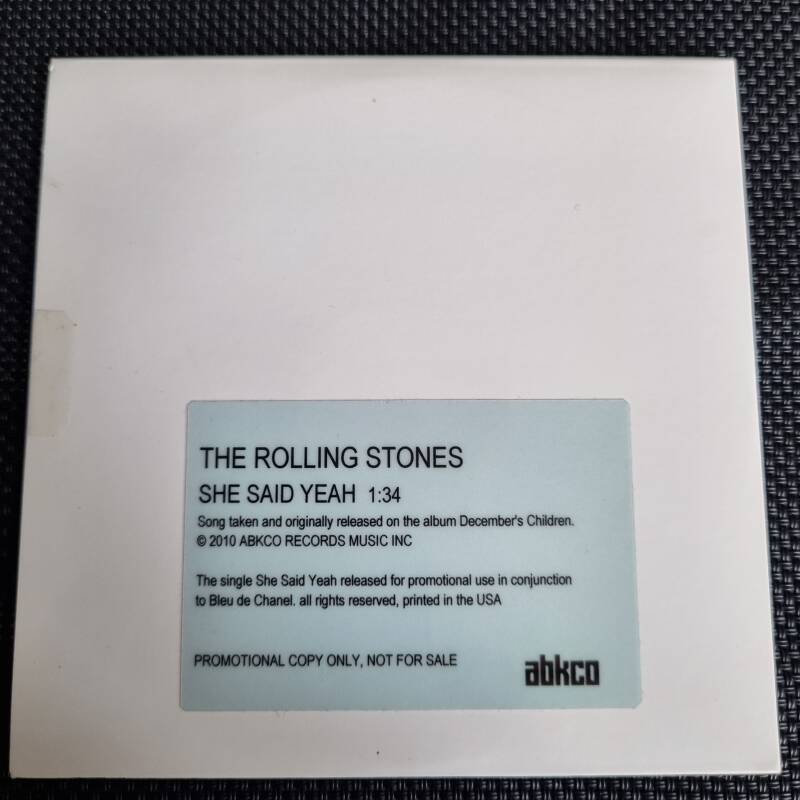 THE ROLLING STONES
SHE SAID YEAH 1:34
Song taken and originally released on the album December's Children.
© 2010 ABKCO RECORDS MUSIC INC
The single She Said Yeah released for promotional use in conjunction
to Bleu de Chanel. all rights reserved, printed in the USA
PROMOTIONAL COPY ONLY, NOT FOR SALE
abkco